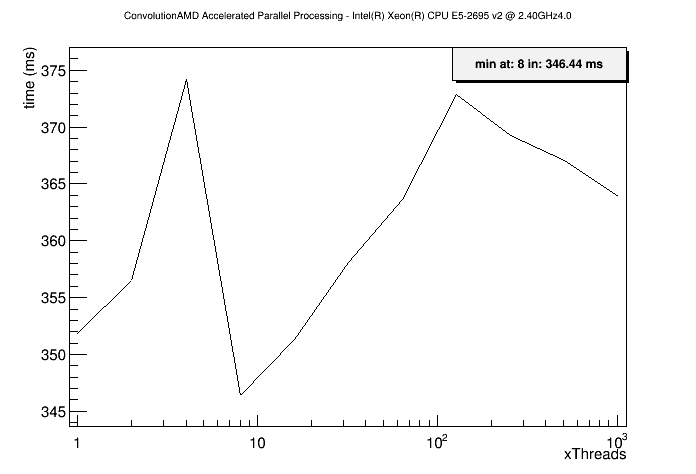 ConvolutionAMD Accelerated Parallel Processing - Intel(R) Xeon(R) CPU E5-2695 v2 @ 2.40GHz4.0
time (ms)
min at: 8 in: 346.44 ms
375
370
365
360
355
350
345
1 10 10² 10³
xThreads